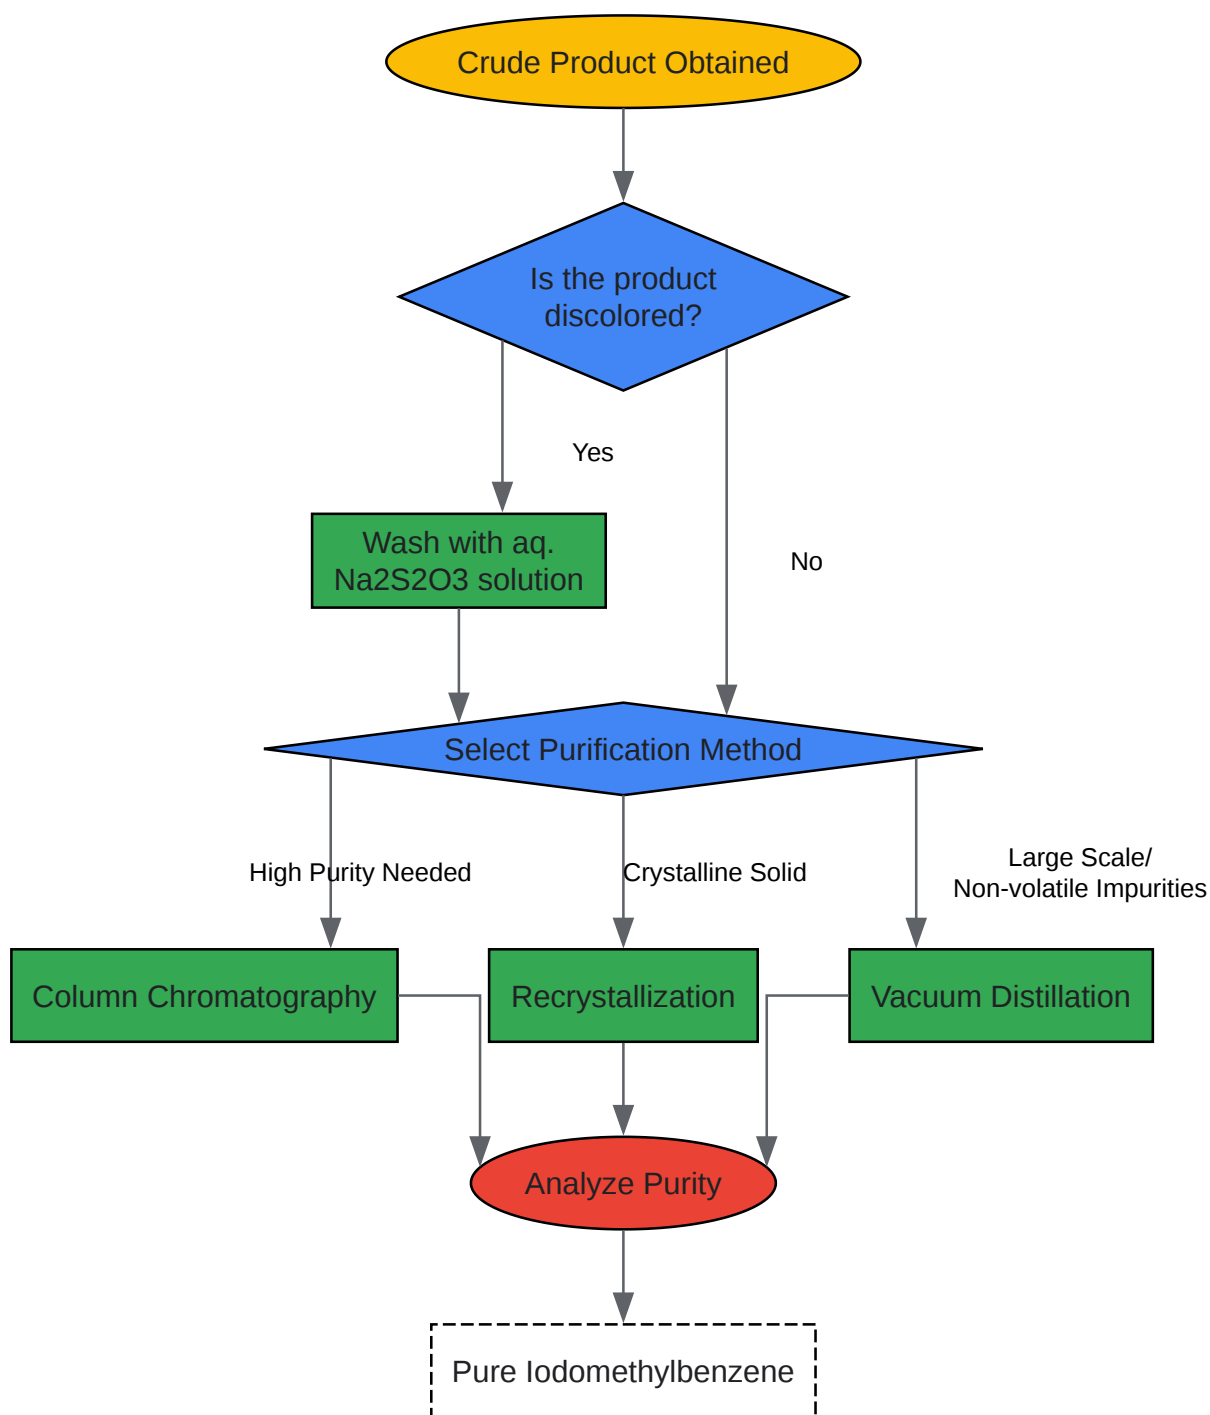 Crude Product Obtained
Is the product
discolored?
Yes
Wash with aq.
Na2S2O3 solution
No
Select Purification Method
High Purity Needed
Crystalline Solid
Large Scale/
Non-volatile Impurities
Column Chromatography
Recrystallization
Vacuum Distillation
Analyze Purity
Pure Iodomethylbenzene